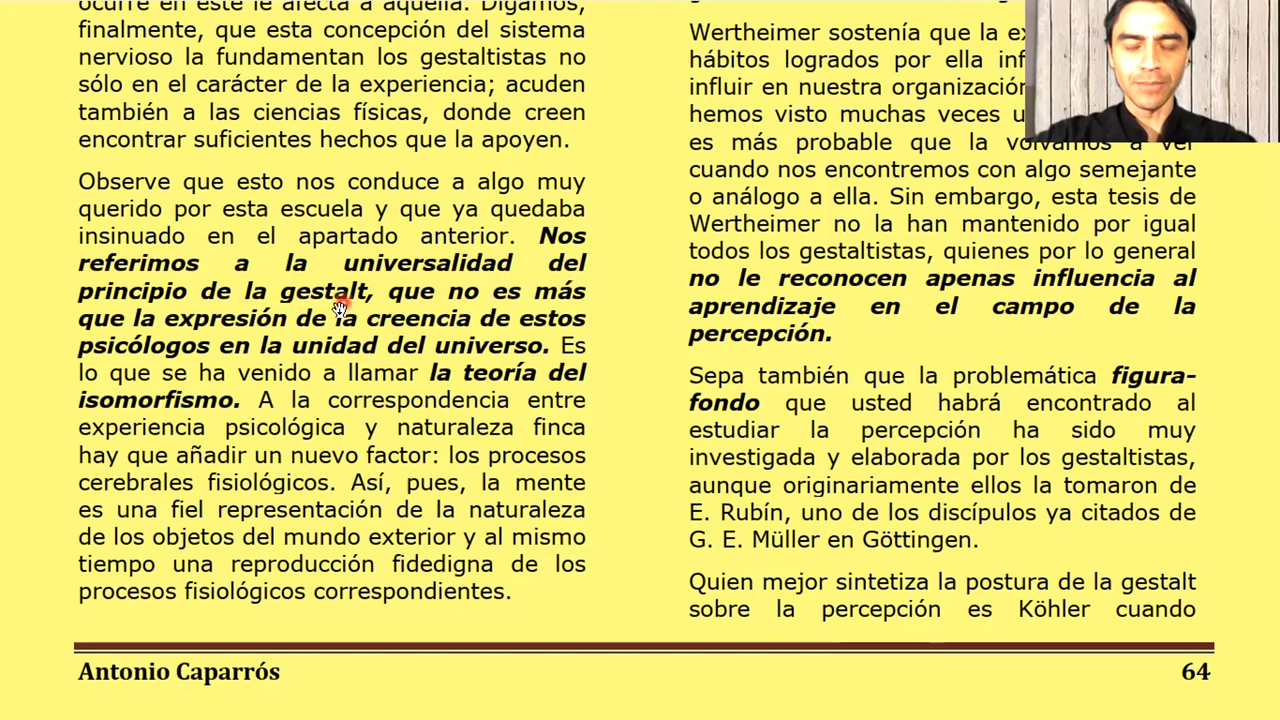 ocurre en éste le afecta a aquella. Digamos,
finalmente, que esta concepción del sistema
nervioso la fundamentan los gestaltistas no
sólo en el carácter de la experiencia; acuden
también a las ciencias físicas, donde creen
encontrar suficientes hechos que la apoyen.
Observe que esto nos conduce a algo muy
querido por esta escuela y que ya quedaba
insinuado en el apartado anterior. Nos
referimos a la universalidad del
principio de la gestalt, que no es más
que la expresión de la creencia de estos
psicólogos en la unidad del universo. Es
lo que se ha venido a llamar la teoría del
isomorfismo. A la correspondencia entre
experiencia psicológica y naturaleza finca
hay que añadir un nuevo factor: los procesos
cerebrales fisiológicos. Así, pues, la mente
es una fiel representación de la naturaleza
de los objetos del mundo exterior y al mismo
tiempo una reproducción fidedigna de los
procesos fisiológicos correspondientes.
Wertheimer sostenía que la
hábitos logrados por ella
influir en nuestra organización
hemos visto muchas veces
es más probable que la volvamos a ver
cuando nos encontremos con algo semejante
o análogo a ella. Sin embargo, esta tesis de
Wertheimer no la han mantenido por igual
todos los gestaltistas, quienes por lo general
no le reconocen apenas influencia al
aprendizaje en el campo de la
percepción.
Sepa también que la problemática figura-
fondo que usted habrá encontrado al
estudiar la percepción ha sido muy
investigada y elaborada por los gestaltistas,
aunque originariamente ellos la tomaron de
E. Rubín, uno de los discípulos ya citados de
G. E. Müller en Göttingen.
Quien mejor sintetiza la postura de la gestalt
sobre la percepción es Köhler cuando
Antonio Caparrós
64